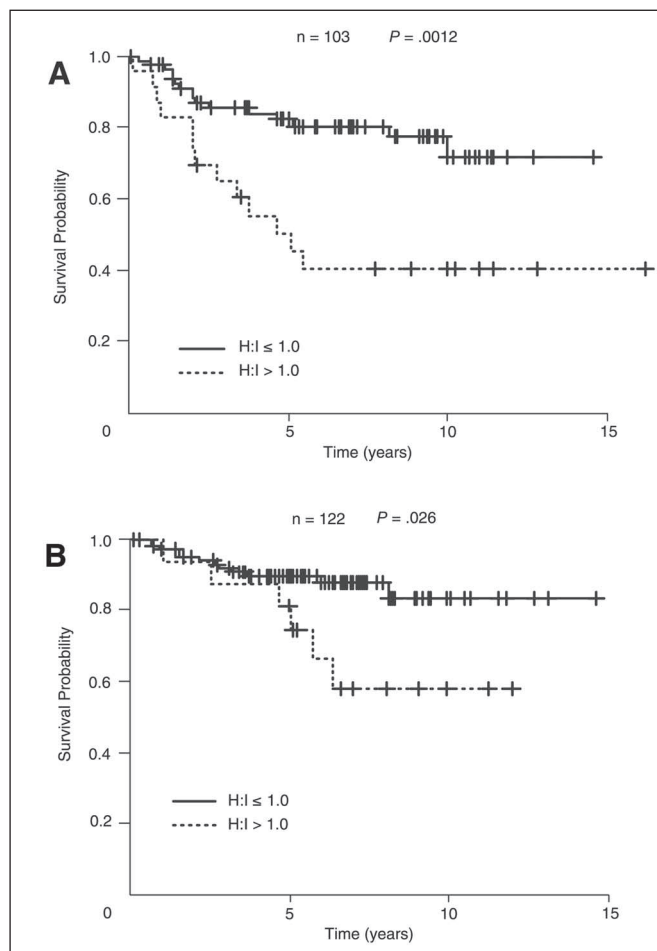 n = 103 P = .0012
A
1.0
0.8
0.6
0.4
0.2
0
Survival Probability
H:I ≤ 1.0
H:I > 1.0
5 10 15
Time (years)
n = 122 P = .026
B
1.0
0.8
0.6
0.4
0.2
0
Survival Probability
H:I ≤ 1.0
H:I > 1.0
5 10 15
Time (years)